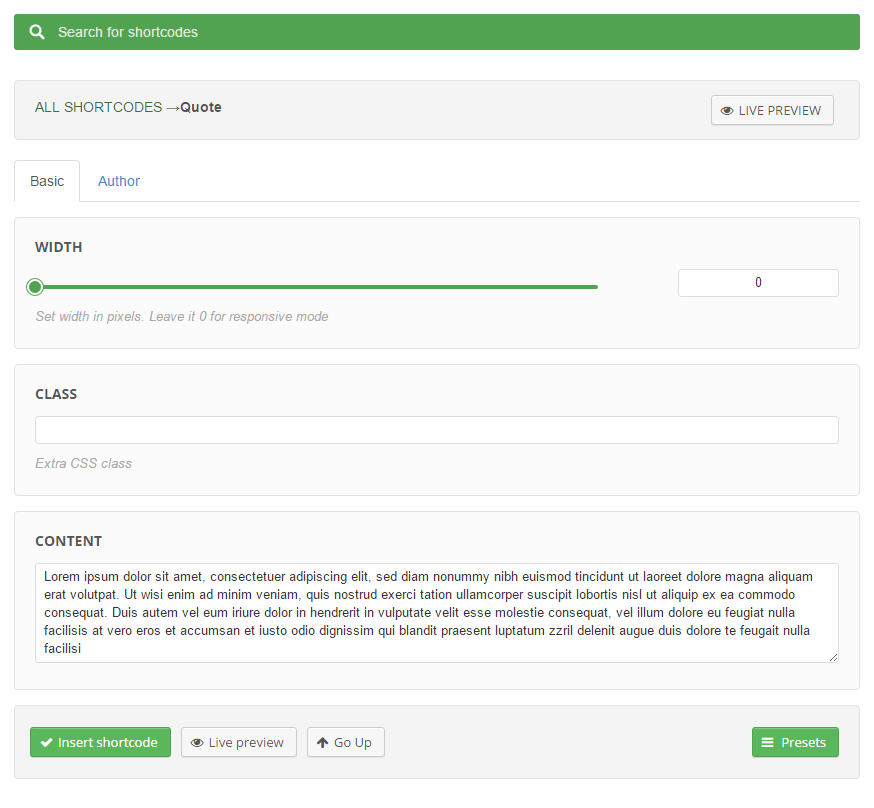 Search for shortcodes
ALL SHORTCODES →Quote
LIVE PREVIEW
Basic
Author
WIDTH
0
Set width in pixels. Leave it 0 for responsive mode
CLASS
Extra CSS class
CONTENT
Lorem ipsum dolor sit amet, consectetuer adipiscing elit, sed diam nonummy nibh euismod tincidunt ut laoreet dolore magna aliquam
erat volutpat. Ut wisi enim ad minim veniam, quis nostrud exerci tation ullamcorper suscipit lobortis nisl ut aliquip ex ea commodo
consequat. Duis autem vel eum iriure dolor in hendrerit in vulputate velit esse molestie consequat, vel illum dolore eu feugiat nulla
facilisis at vero eros et accumsan et iusto odio dignissim qui blandit praesent luptatum zzril delenit augue duis dolore te feugait nulla
facilisi
Insert shortcode
Live preview
Go Up
Presets